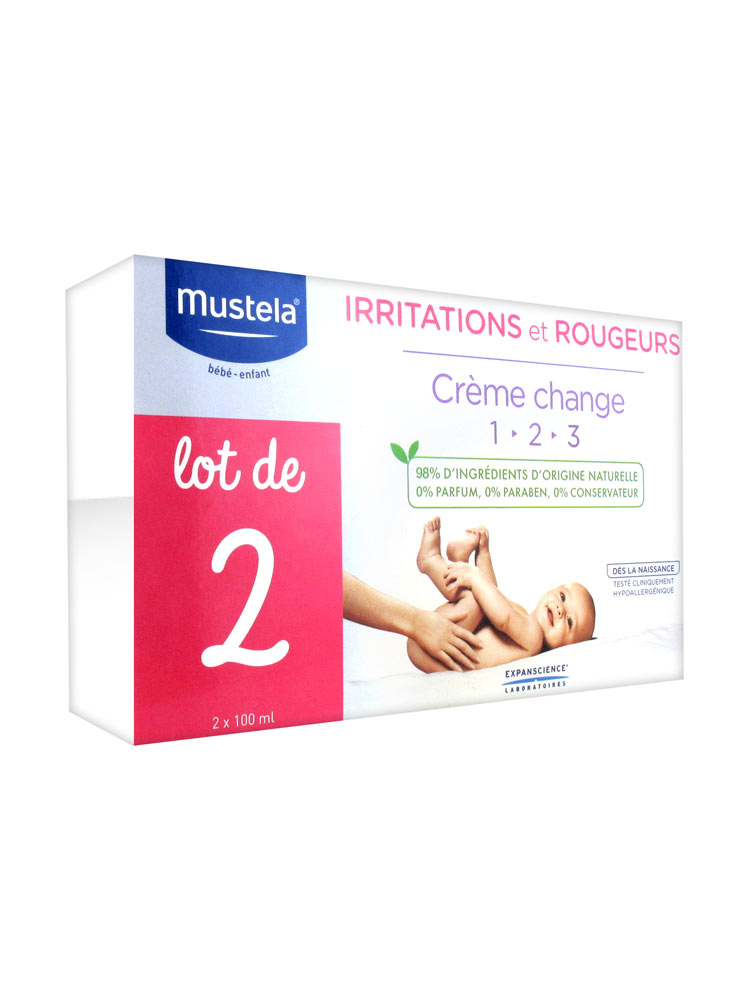 mustela®
bébé-enfant
lot de
2
2 x 100 ml
IRRITATIONS et ROUGEURS
Crème change
1 ▸ 2 ▸ 3
98% D'INGRÉDIENTS D'ORIGINE NATURELLE
0% PARFUM, 0% PARABEN, 0% CONSERVATEUR
DÈS LA NAISSANCE
TESTÉ CLINIQUEMENT
HYPOALLERGÉNIQUE
EXPANSCIENCE®
LABORATOIRES